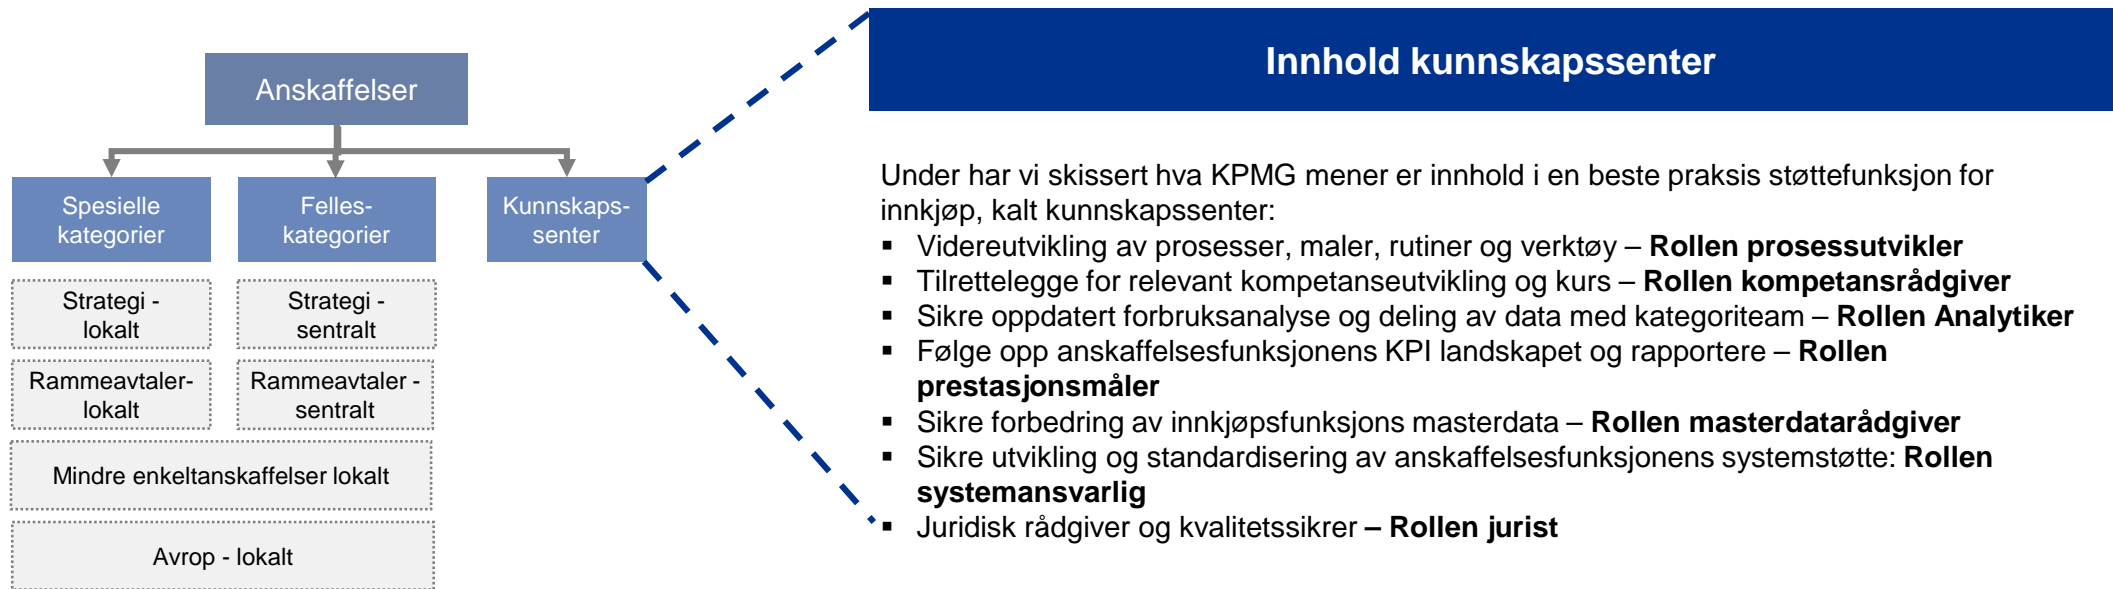 Anskaffelser
Spesielle
kategorier
Felles-
kategorier
Kunnskaps-
senter
Strategi -
lokalt
Strategi -
sentralt
Rammeavtaler-
lokalt
Rammeavtaler -
sentralt
Mindre enkeltanskaffelser lokalt
Avrop - lokalt
Innhold kunnskapssenter
Under har vi skissert hva KPMG mener er innhold i en beste praksis støttefunksjon for
innkjøp, kalt kunnskapssenter:
▪ Videreutvikling av prosesser, maler, rutiner og verktøy – Rollen prosessutvikler
▪ Tilrettelegge for relevant kompetanseutvikling og kurs – Rollen kompetansrådgiver
▪ Sikre oppdatert forbruksanalyse og deling av data med kategoriteam – Rollen Analytiker
▪ Følge opp anskaffelsesfunksjonens KPI landskapet og rapportere – Rollen
prestasjonsmåler
▪ Sikre forbedring av innkjøpsfunksjons masterdata – Rollen masterdatarådgiver
▪ Sikre utvikling og standardisering av anskaffelsesfunksjonens systemstøtte: Rollen
systemansvarlig
▪ Juridisk rådgiver og kvalitetssikrer – Rollen jurist